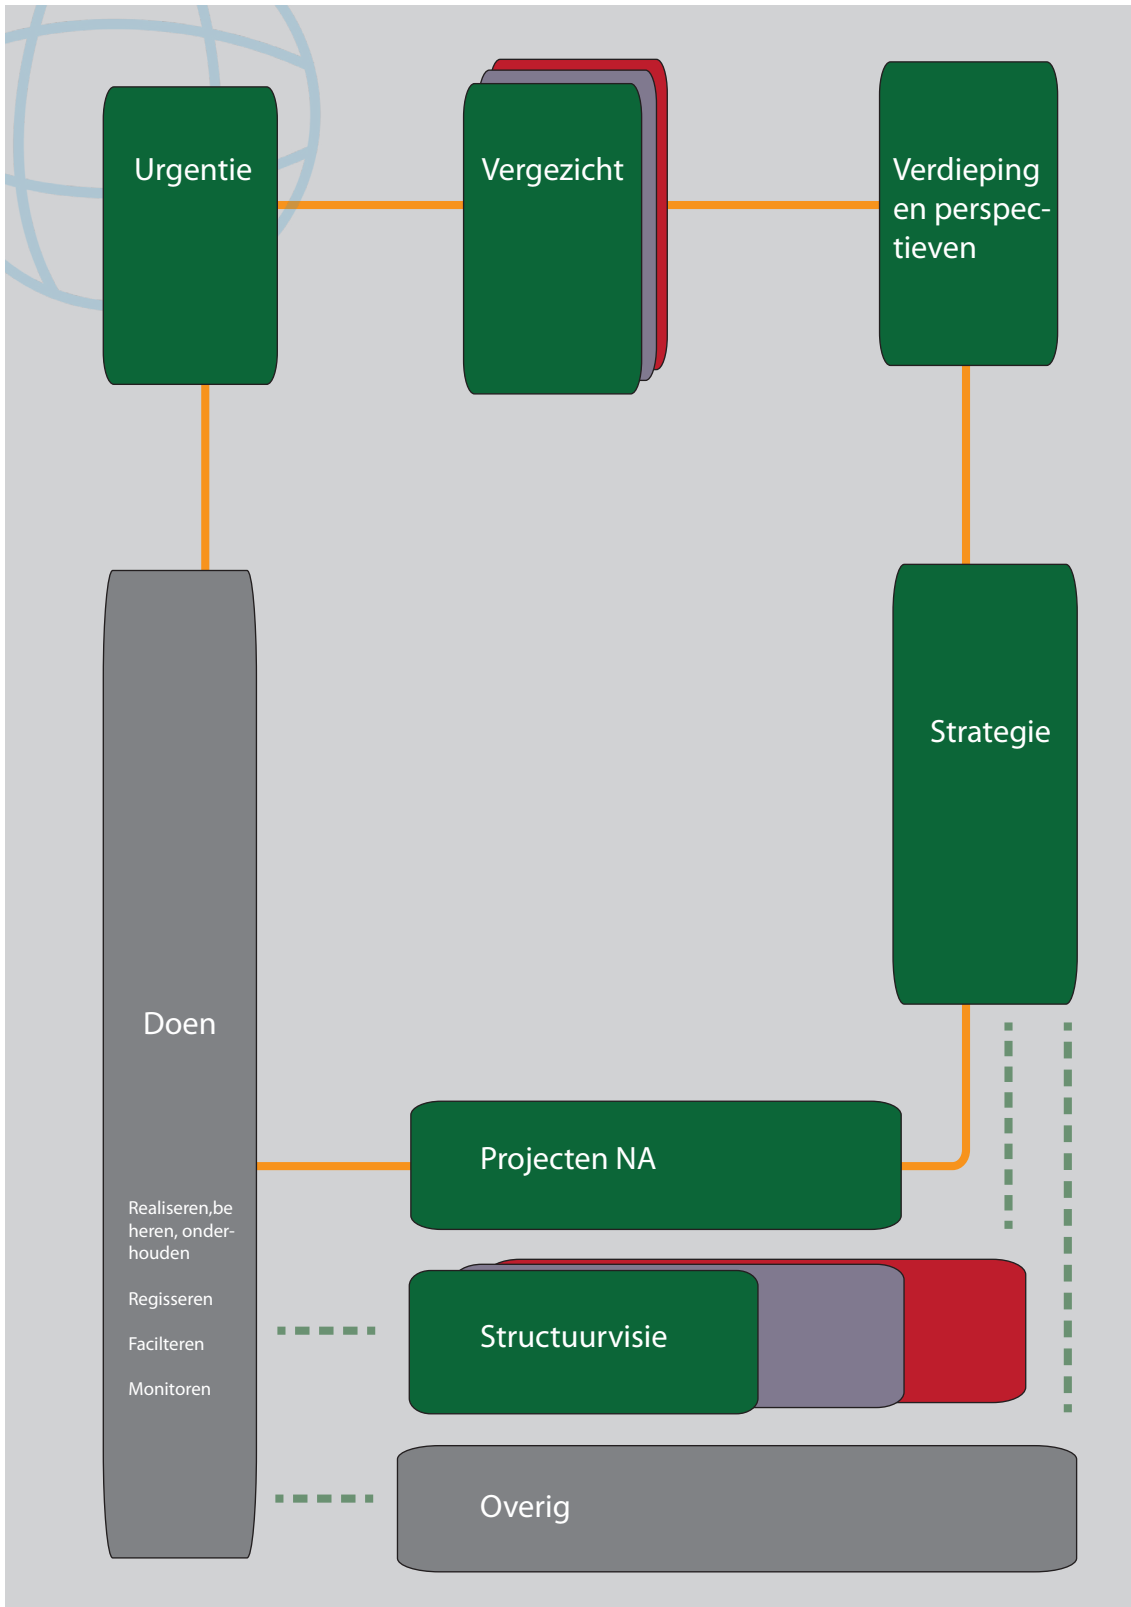 Urgentie
Vergezicht
Verdieping
en perspec-
tieven
Strategie
Doen
Realiseren,be
heren, onder-
houden
Regisseren
Facilteren
Monitoren
Projecten NA
Structuurvisie
Overig